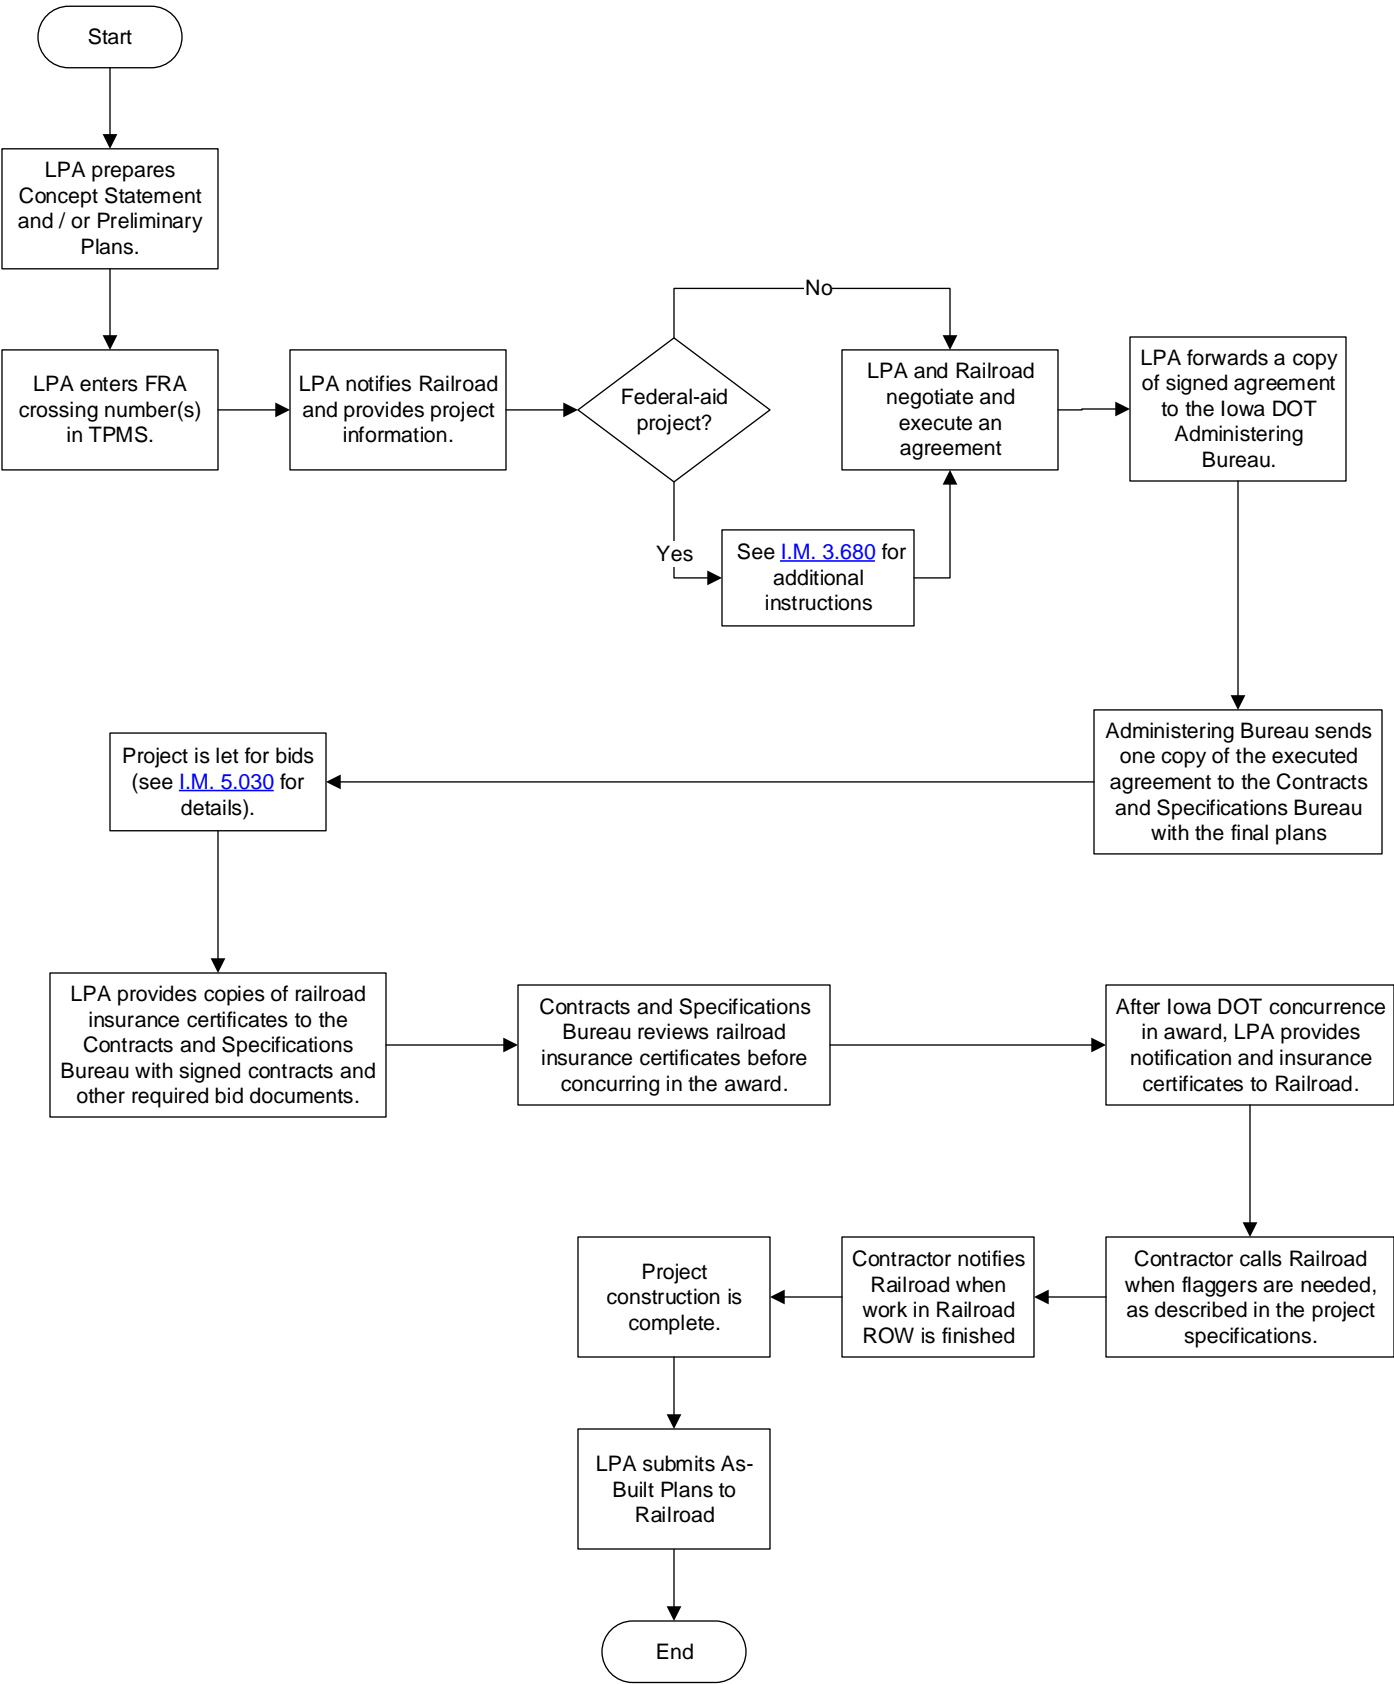 Start
LPA prepares
Concept Statement
and / or Preliminary
Plans.
LPA enters FRA
crossing number(s)
in TPMS.
LPA notifies Railroad
and provides project
information.
Federal-aid
project?
No
Yes
See I.M. 3.680 for
additional
instructions
LPA and Railroad
negotiate and
execute an
agreement
LPA forwards a copy
of signed agreement
to the Iowa DOT
Administering
Bureau.
Administering Bureau sends
one copy of the executed
agreement to the Contracts
and Specifications Bureau
with the final plans
Project is let for bids
(see I.M. 5.030 for
details).
LPA provides copies of railroad
insurance certificates to the
Contracts and Specifications
Bureau with signed contracts and
other required bid documents.
Contracts and Specifications
Bureau reviews railroad
insurance certificates before
concurring in the award.
After Iowa DOT concurrence
in award, LPA provides
notification and insurance
certificates to Railroad.
Contractor calls Railroad
when flaggers are needed,
as described in the project
specifications.
Contractor notifies
Railroad when
work in Railroad
ROW is finished
Project
construction is
complete.
LPA submits As-
Built Plans to
Railroad
End